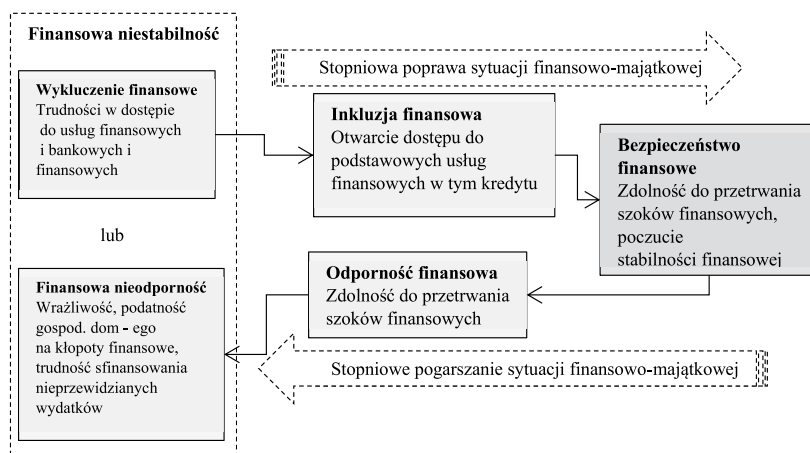 Finansowa niestabilność
Wykluczenie finansowe
Trudności w dostępie
do usług finansowych
i bankowych i
finansowych
lub
Finansowa nieodporność
Wrażliwość, podatność
gospod. dom - ego
na kłopoty finansowe,
trudność sfinansowania
nieprzewidzianych
wydatków
Stopniowa poprawa sytuacji finansowo-majątkowej
Inkluzja finansowa
Otwarcie dostępu do
podstawowych usług
finansowych w tym kredytu
Bezpieczeństwo
finansowe
Zdolność do przetrwania
szoków finansowych,
poczucie
stabilności finansowej
Odporność finansowa
Zdolność do przetrwania
szoków finansowych
Stopniowe pogarszanie sytuacji finansowo-majątkowej